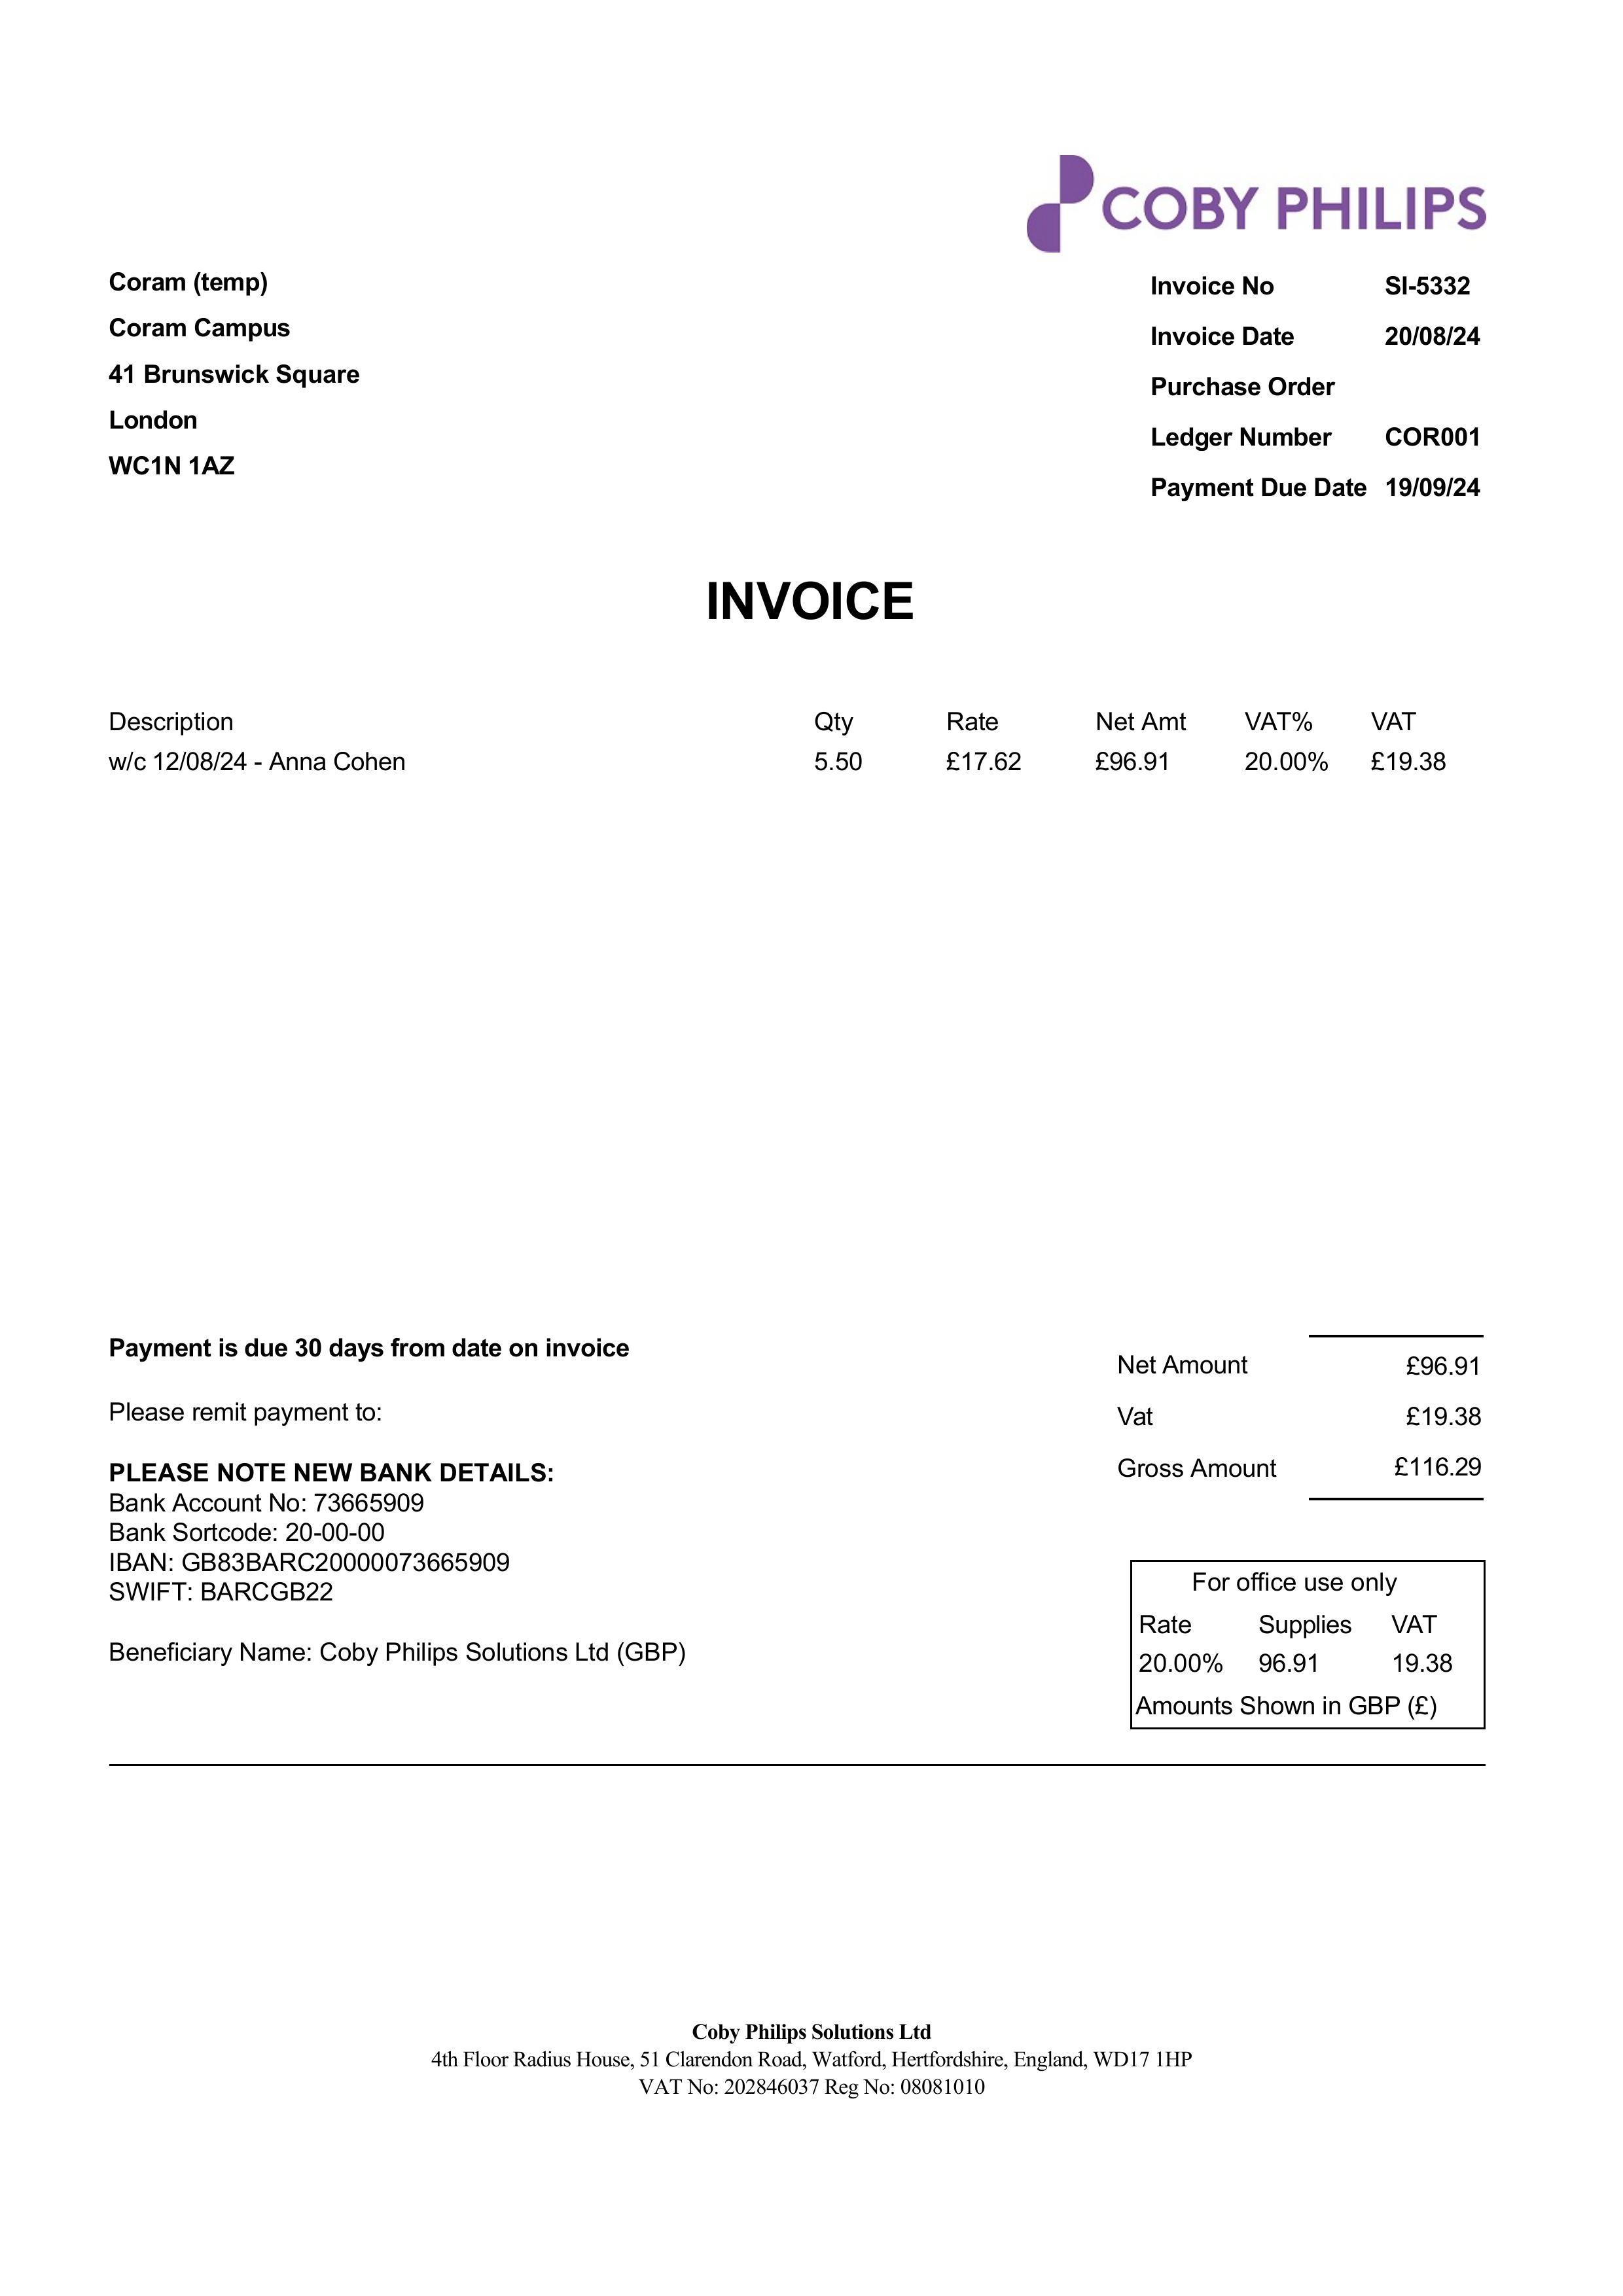 COBY PHILIPS
Coram (temp)
Coram Campus
41 Brunswick Square
London
WC1N 1AZ
Invoice No SI-5332
Invoice Date 20/08/24
Purchase Order
Ledger Number COR001
Payment Due Date 19/09/24
INVOICE
Description Qty Rate Net Amt VAT% VAT
w/c 12/08/24 - Anna Cohen 5.50 £17.62 £96.91 20.00% £19.38
Payment is due 30 days from date on invoice
Please remit payment to:
PLEASE NOTE NEW BANK DETAILS:
Bank Account No: 73665909
Bank Sortcode: 20-00-00
IBAN: GB83BARC20000073665909
SWIFT: BARCGB22
Beneficiary Name: Coby Philips Solutions Ltd (GBP)
Net Amount £96.91
Vat £19.38
Gross Amount £116.29
For office use only
Rate Supplies VAT
20.00% 96.91 19.38
Amounts Shown in GBP (£)
Coby Philips Solutions Ltd
4th Floor Radius House, 51 Clarendon Road, Watford, Hertfordshire, England, WD17 1HP
VAT No: 202846037 Reg No: 08081010